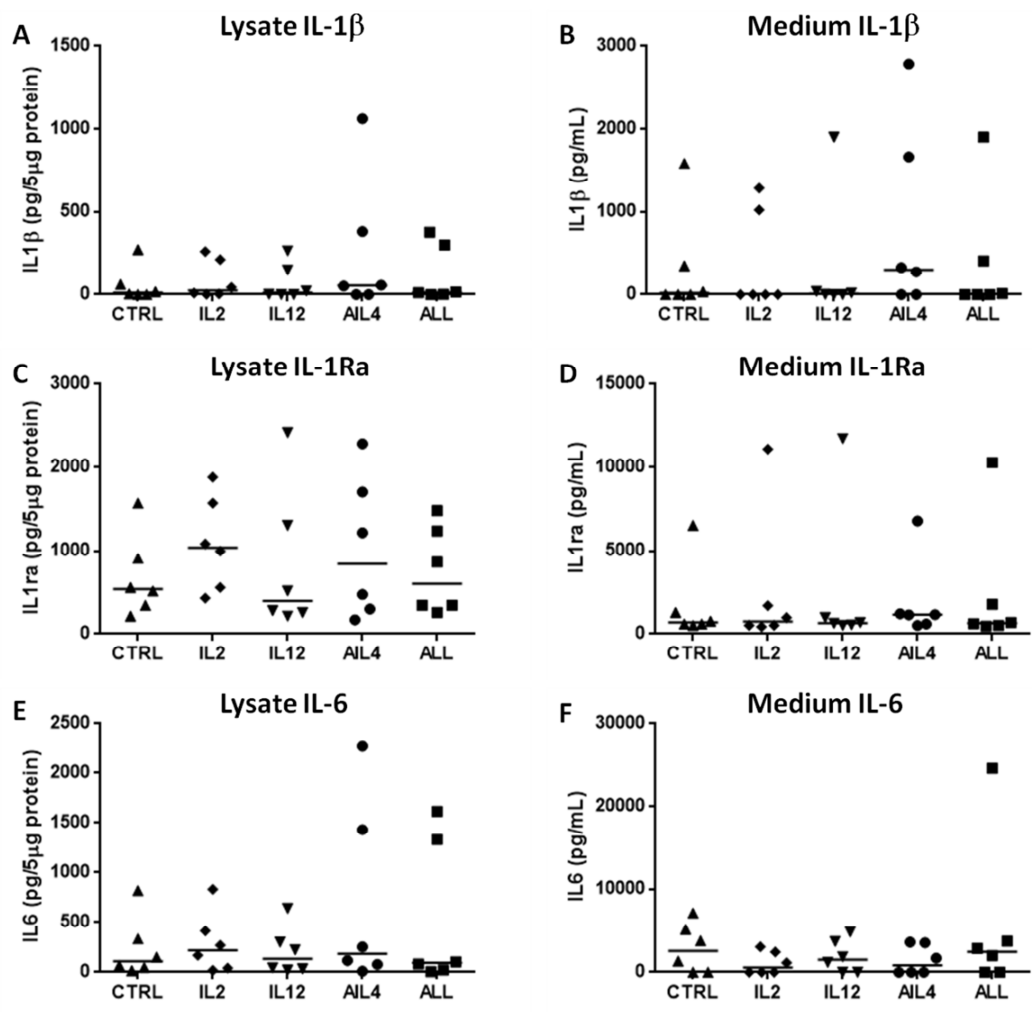 A
Lysate IL-1β
IL1β (pg/5μg protein)
1500
1000
500
0
CTRL IL2 IL12 AIL4 ALL
B
Medium IL-1β
IL1β (pg/mL)
3000
2000
1000
0
CTRL IL2 IL12 AIL4 ALL
C
Lysate IL-1Ra
IL1ra (pg/5μg protein)
3000
2000
1000
0
CTRL IL2 IL12 AIL4 ALL
D
Medium IL-1Ra
IL1ra (pg/mL)
15000
10000
5000
0
CTRL IL2 IL12 AIL4 ALL
E
Lysate IL-6
IL6 (pg/5μg protein)
2500
2000
1500
1000
500
0
CTRL IL2 IL12 AIL4 ALL
F
Medium IL-6
IL6 (pg/mL)
30000
20000
10000
0
CTRL IL2 IL12 AIL4 ALL